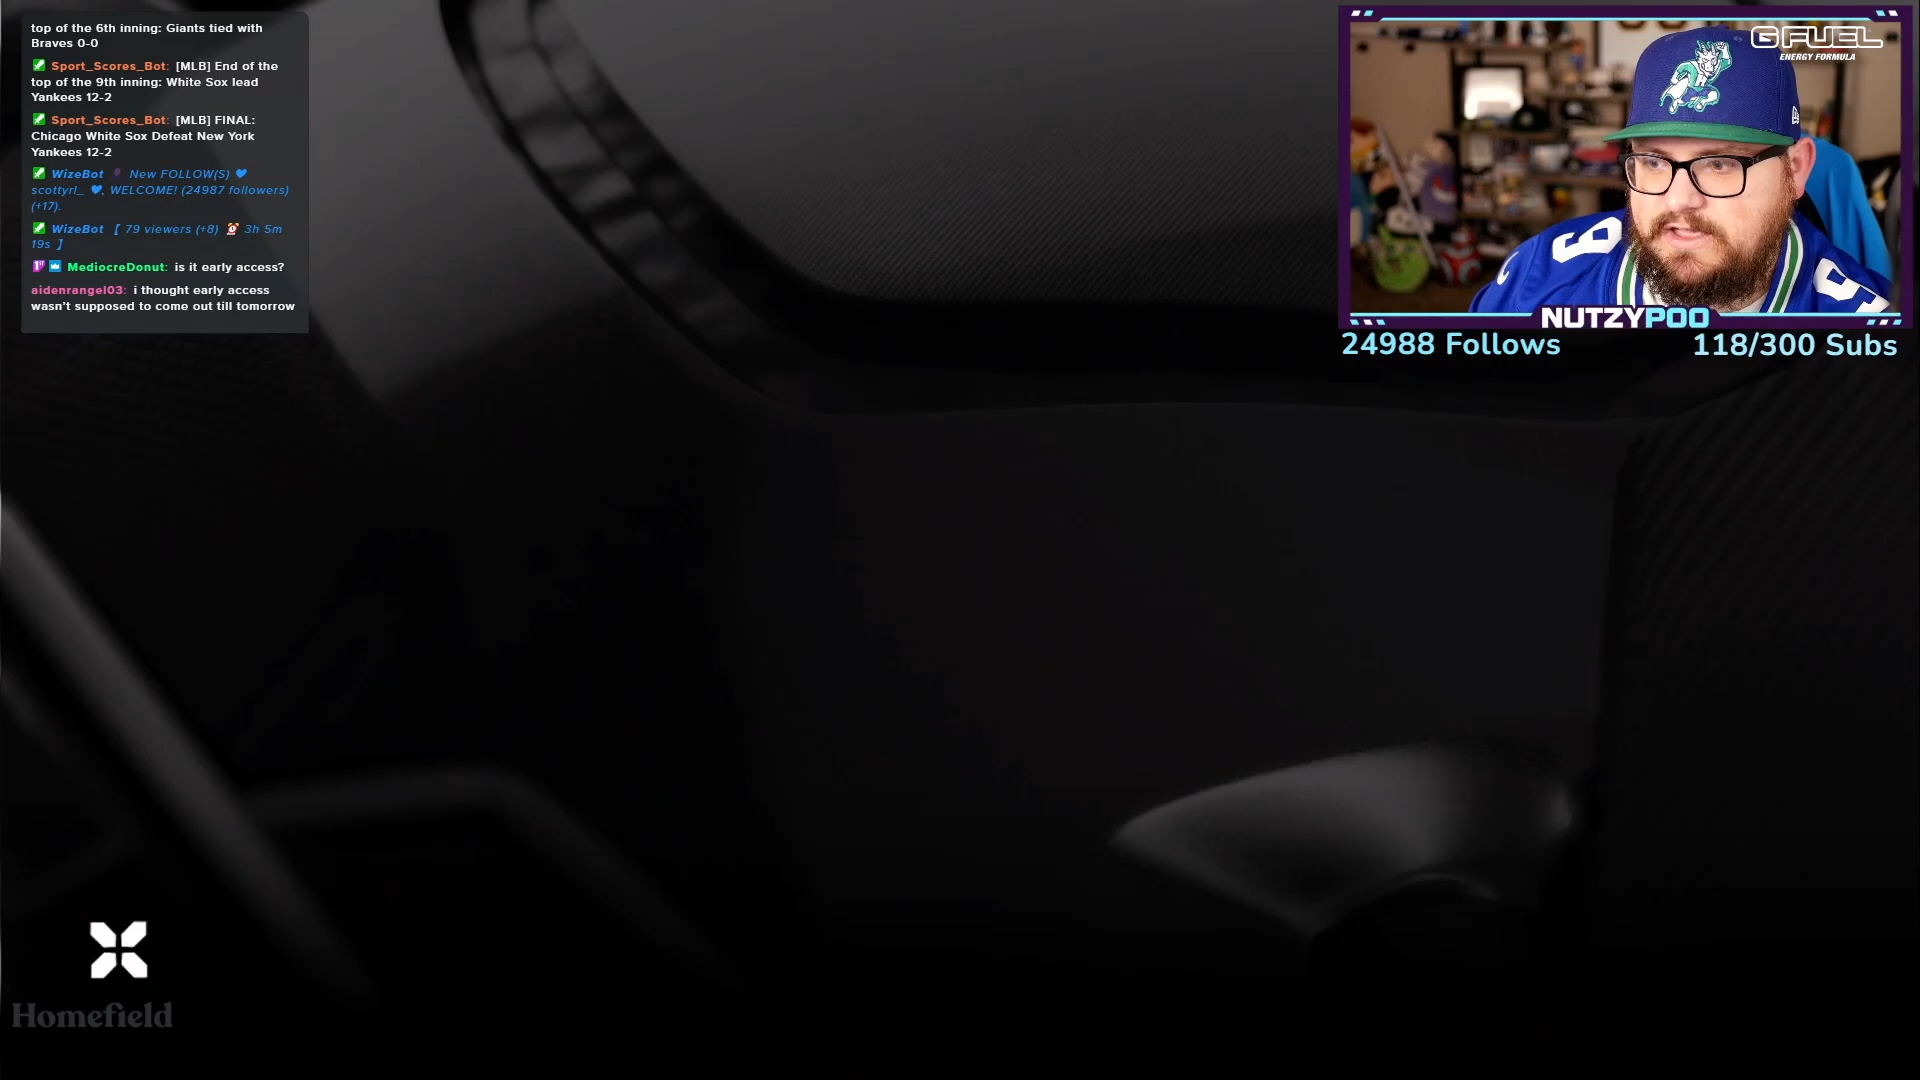 top of the 6th inning: Giants tied with
Braves 0-0
Sport_Scores_Bot: [MLB] End of the
top of the 9th inning: White Sox lead
Yankees 12-2
Sport_Scores_Bot: [MLB] FINAL:
Chicago White Sox Defeat New York
Yankees 12-2
WizeBot New FOLLOW(S)
scottyrl_ , WELCOME! (24987 followers)
(+17).
WizeBot [ 79 viewers (+8) 3h 5m
19s ]
MediocreDonut: is it early access?
aidenrangel03: i thought early access
wasn't supposed to come out till tomorrow
G FUEL
ENERGY FORMULA
NUTZYPOO
24988 Follows
118/300 Subs
Homefield